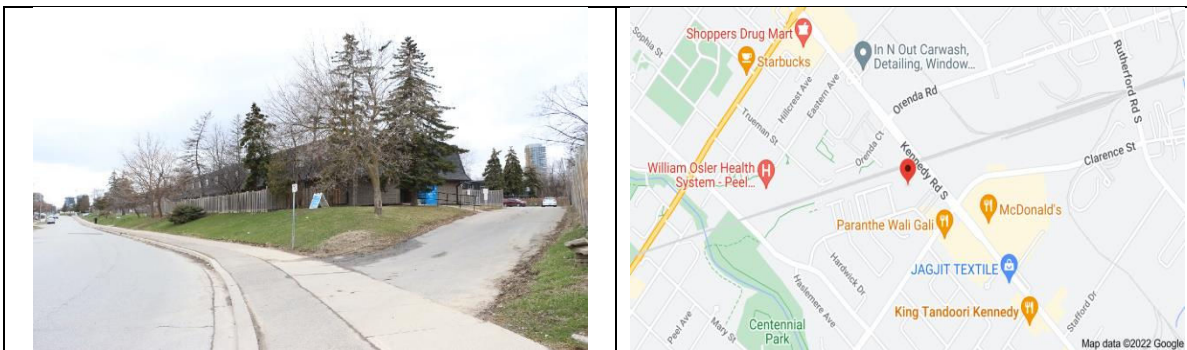 Sophia St
Shoppers Drug Mart
Starbucks
In N Out Carwash,
Detailing, Window...
Rutherford Rd S
Hillcrest Ave
Eastern Ave
Orenda Rd
Trueman St
Orenda Ct
Kennedy Rd S
Clarence St
William Osler Health
System - Peel...
H
McDonald's
Paranthe Wali Gali
JAGJIT TEXTILE
Hardwick Dr
Haslemere Ave
King Tandoori Kennedy
Stafford Dr
Peel Ave
Mary St
Centennial
Park
Map data ©2022 Google